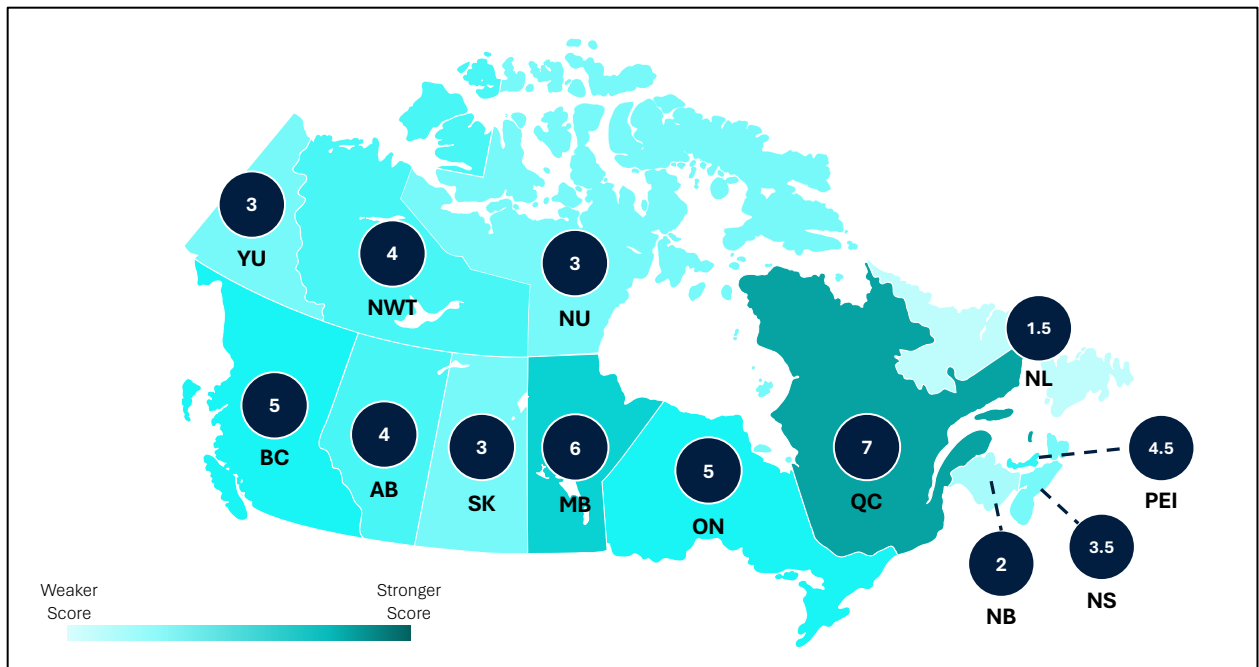 3
YU
4
NWT
3
NU
1.5
NL
5
BC
4
AB
3
SK
6
MB
5
ON
7
QC
4.5
PEI
3.5
NS
2
NB
Weaker
Score
Stronger
Score